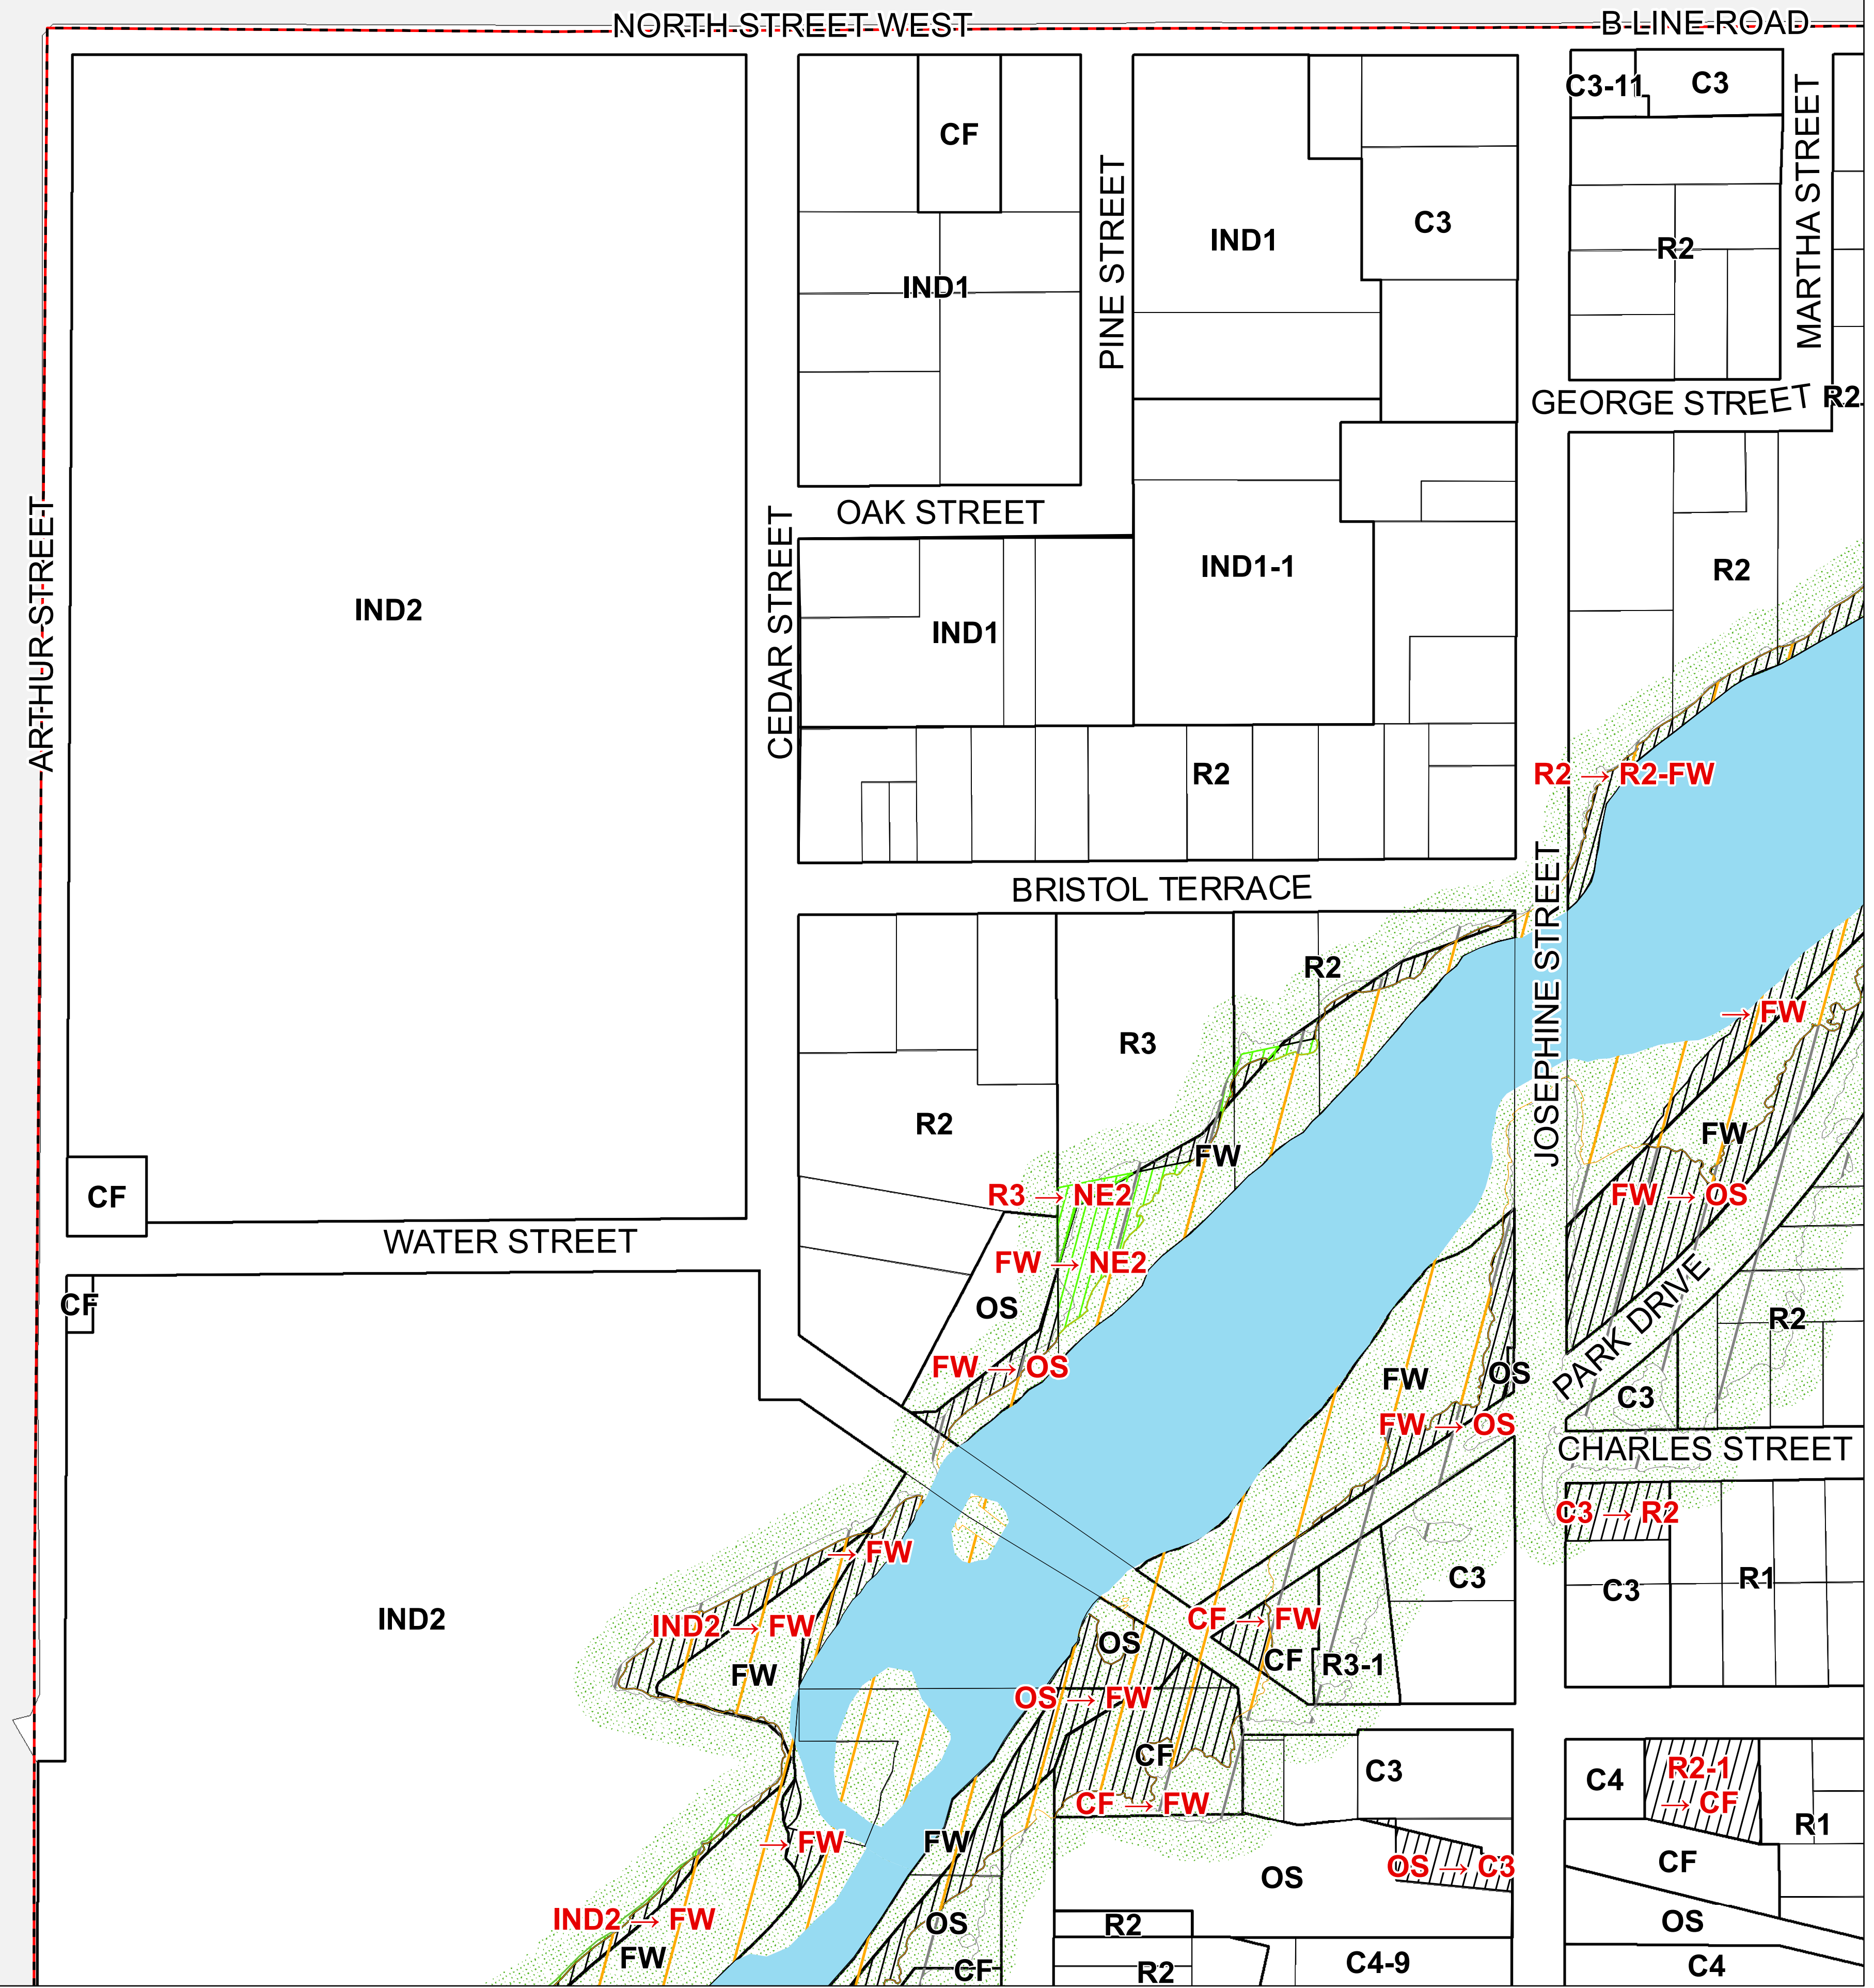 NORTH STREET WEST
B LINE ROAD
C3-11
C3
CF
MARTHA STREET
PINE STREET
IND1
C3
R2
IND1
GEORGE STREET
R2
OAK STREET
ARTHUR STREET
CEDAR STREET
IND2
IND1-1
R2
IND1
R2
R2 → R2-FW
BRISTOL TERRACE
JOSEPHINE STREET
R2
→ FW
R3
R2
FW
FW
R3 → NE2
FW → OS
CF
WATER STREET
FW → NE2
CF
OS
PARK DRIVE
R2
FW → OS
FW
OS
C3
FW → OS
CHARLES STREET
C3 → R2
→ FW
C3
C3
R1
IND2
IND2 → FW
CF → FW
OS
FW
CF
R3-1
OS → FW
CF
C3
C4
R2-1
→ CF
CF → FW
R1
→ FW
FW
CF
OS
OS → C3
IND2 → FW
OS
R2
OS
FW
CF
R2
C4-9
C4